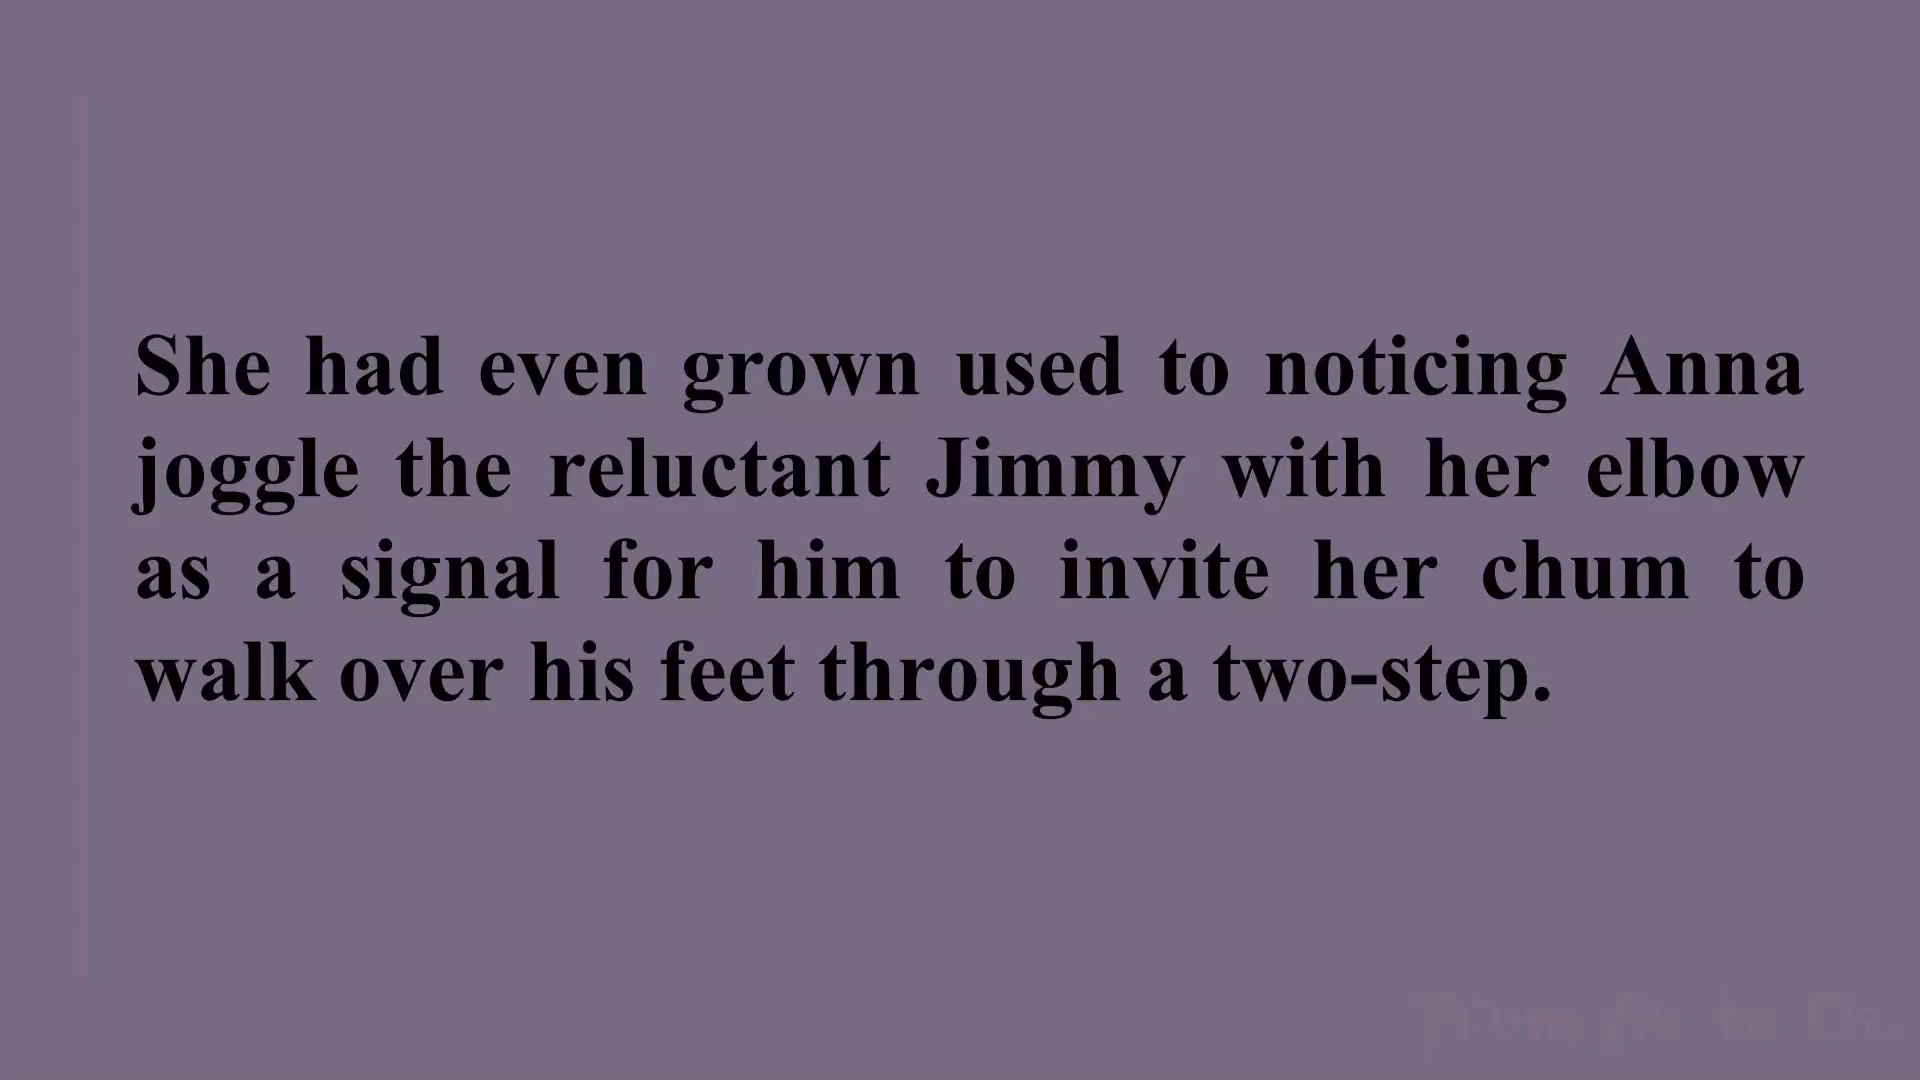 She had even grown used to noticing Anna
joggle the reluctant Jimmy with her elbow
as a signal for him to invite her chum to
walk over his feet through a two-step.